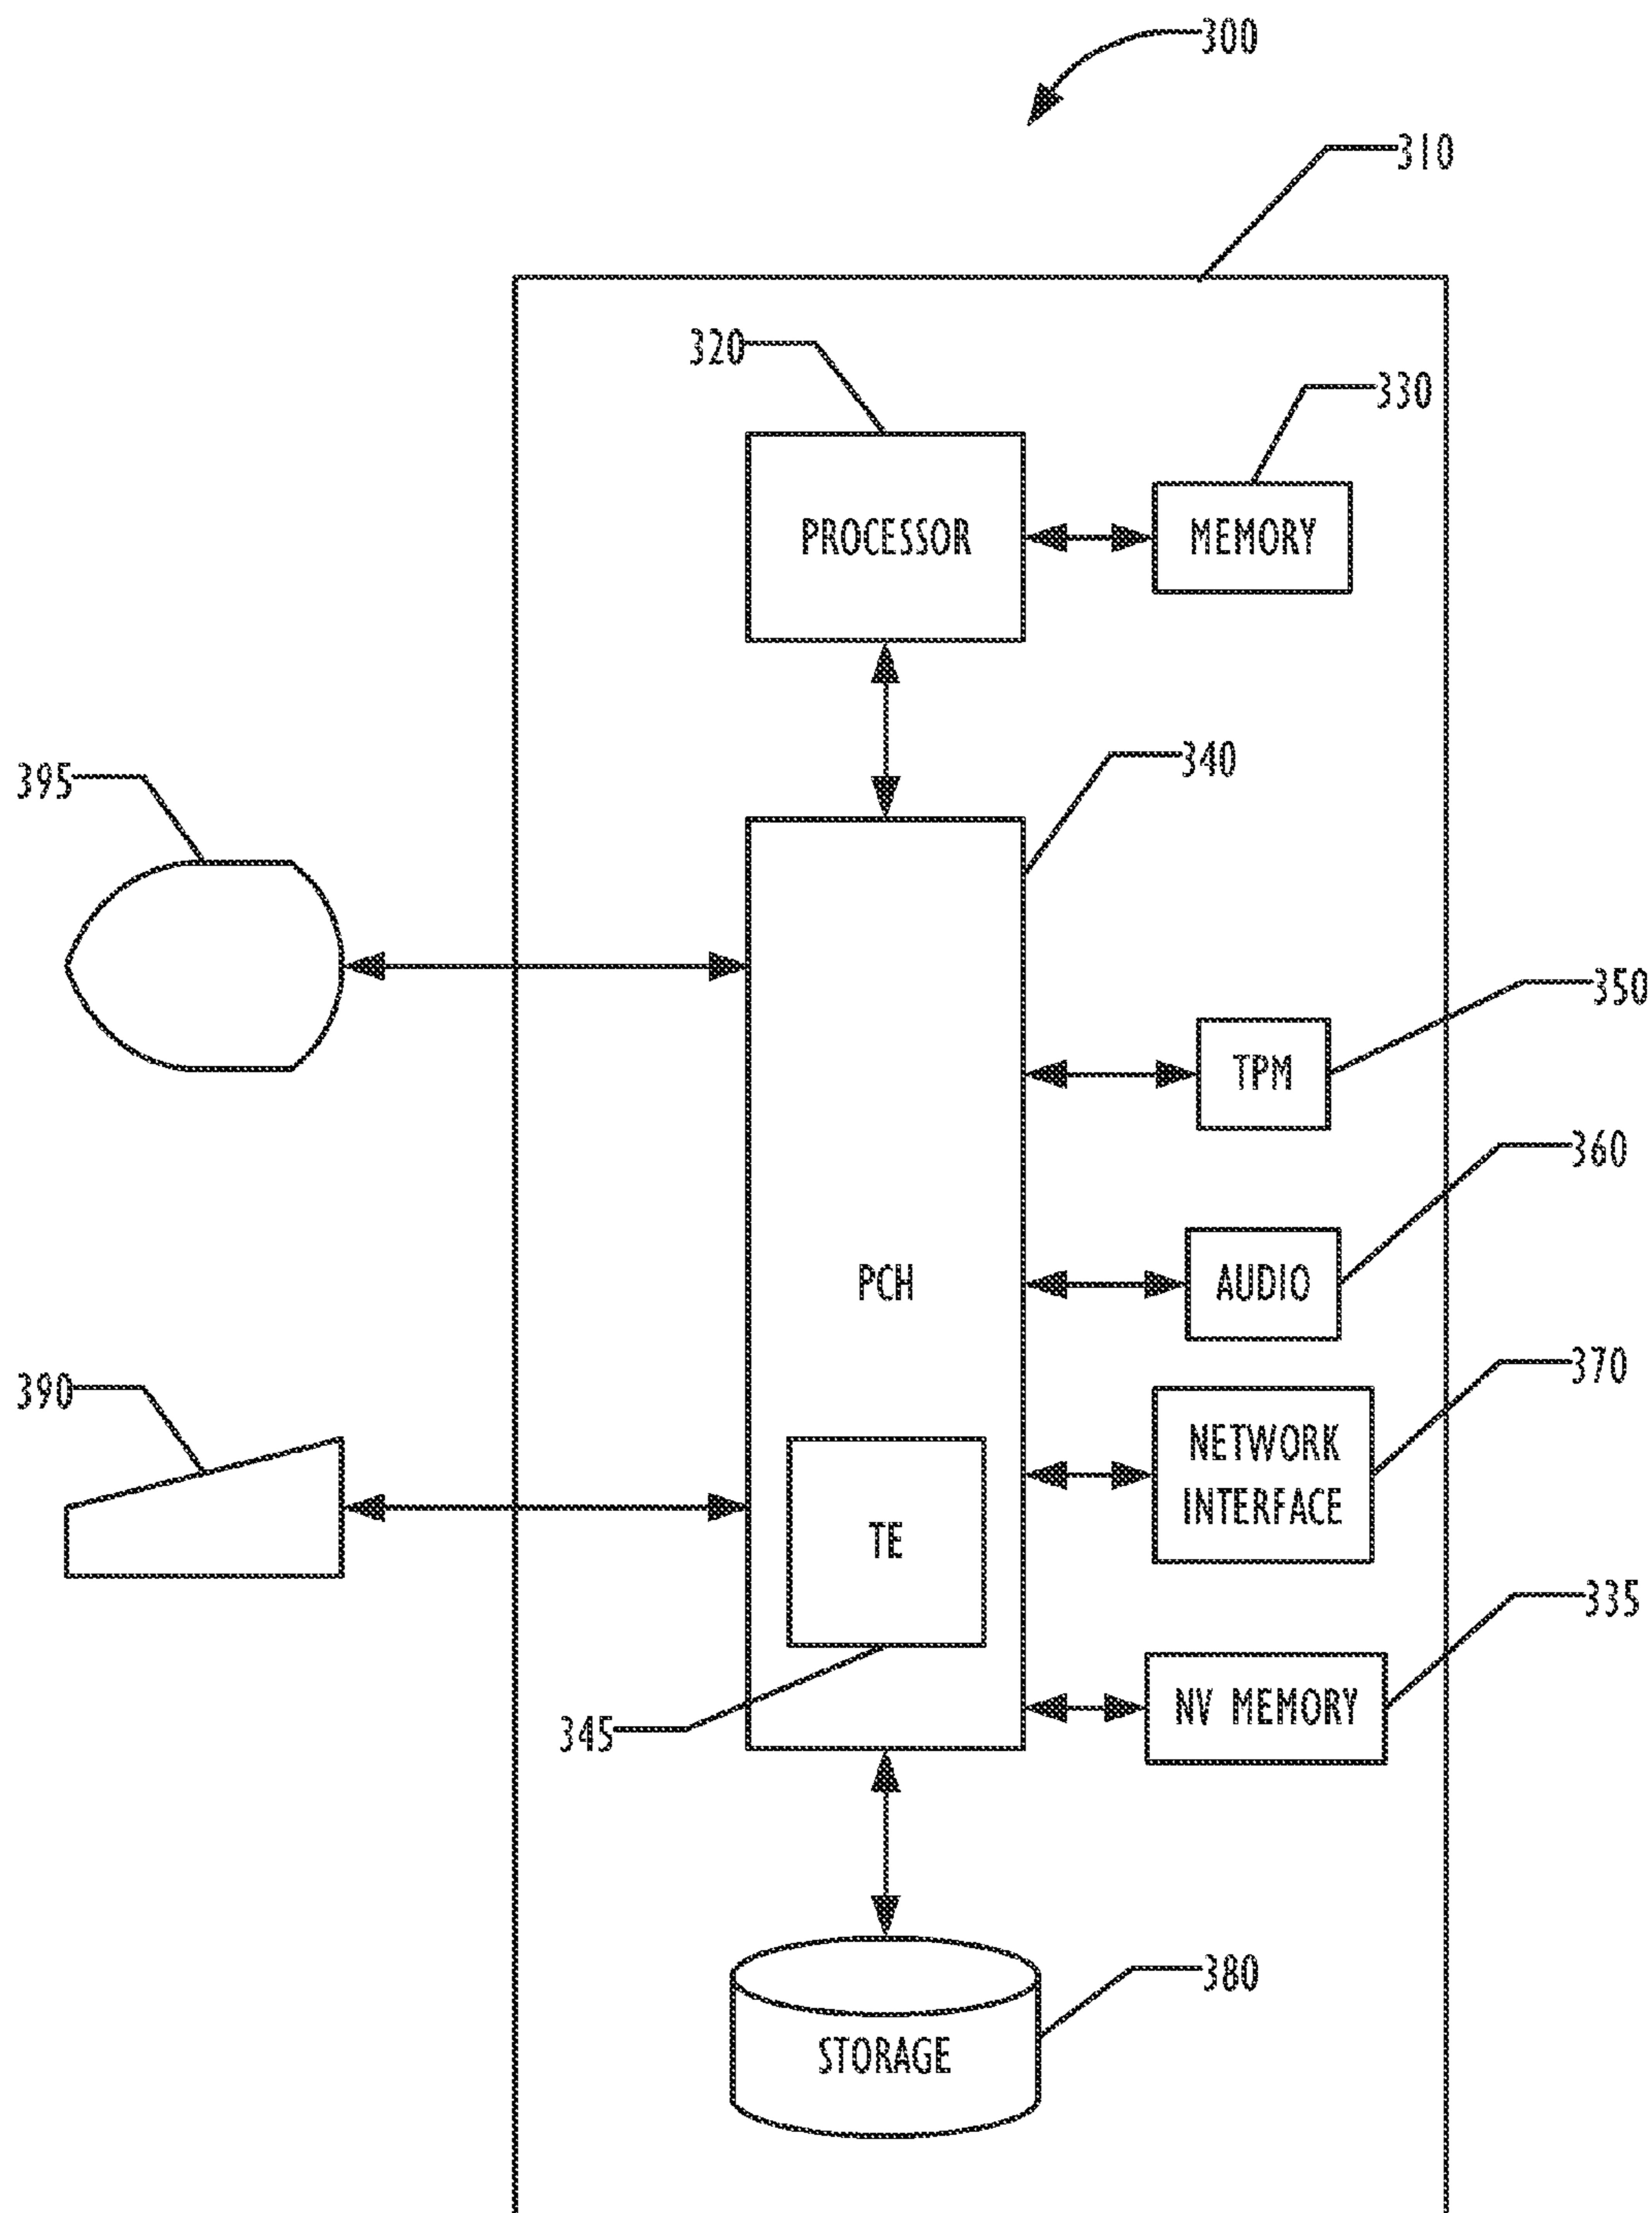 300
310
320
330
PROCESSOR
MEMORY
340
395
350
TPM
360
PCH
AUDIO
370
390
NETWORK
INTERFACE
TE
335
NV MEMORY
345
380
STORAGE